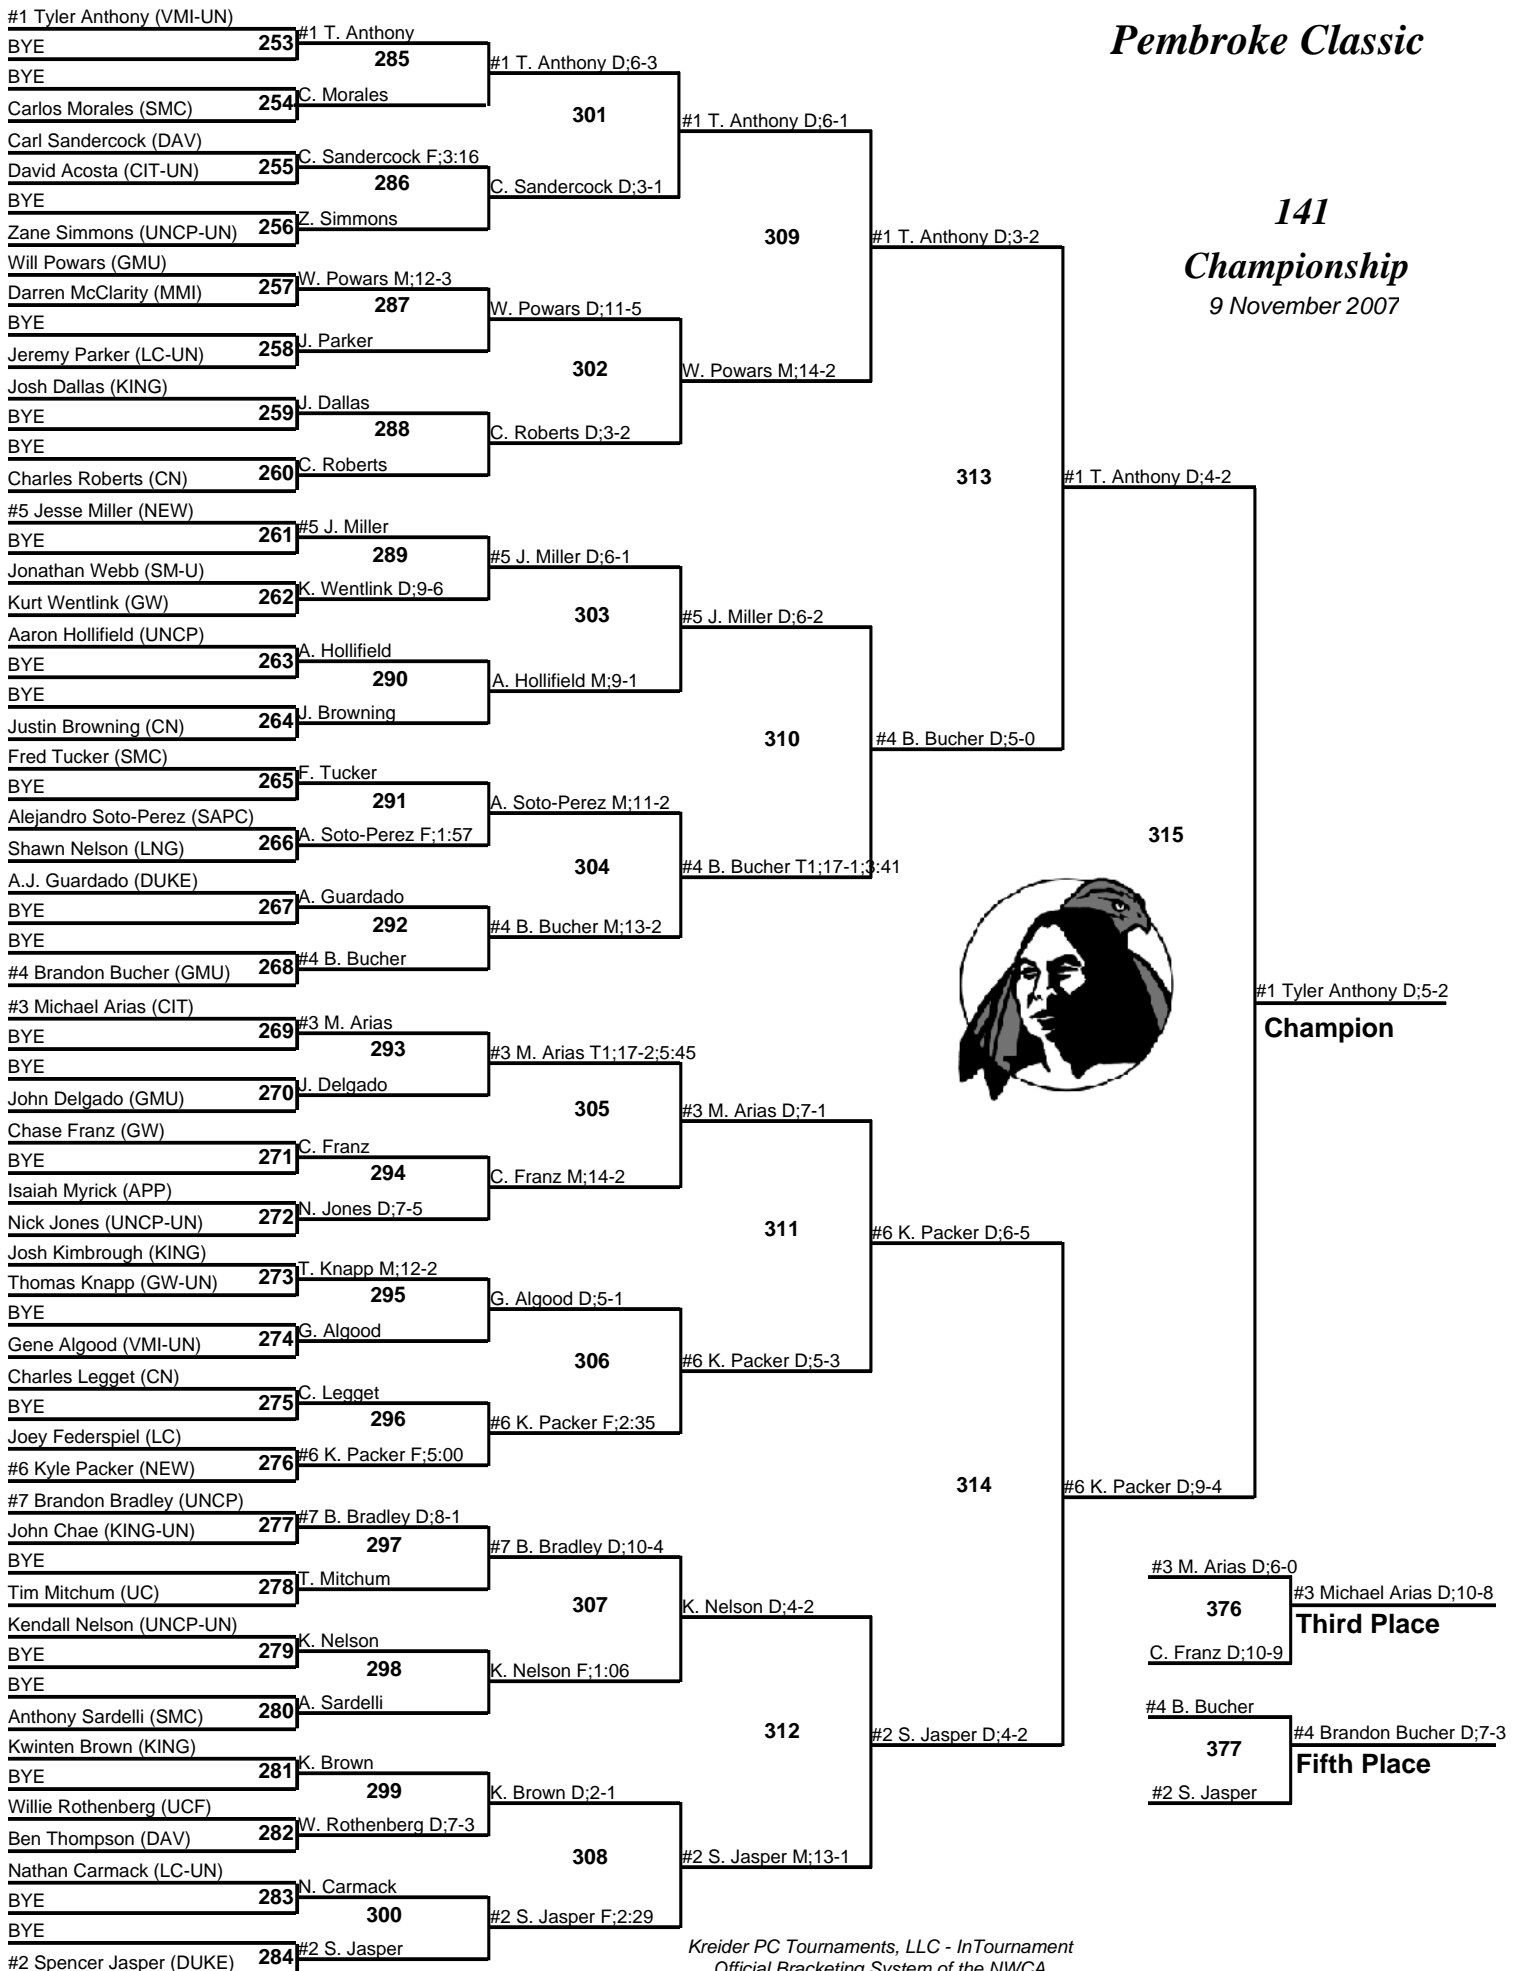 Pembroke Classic
141
Championship
9 November 2007
#1 Tyler Anthony (VMI-UN)
BYE
253
BYE
Carlos Morales (SMC)
254
Carl Sandercock (DAV)
David Acosta (CIT-UN)
255
BYE
Zane Simmons (UNCP-UN)
256
Will Powars (GMU)
Darren McClarity (MMI)
257
BYE
Jeremy Parker (LC-UN)
258
Josh Dallas (KING)
BYE
259
BYE
Charles Roberts (CN)
260
#5 Jesse Miller (NEW)
BYE
261
Jonathan Webb (SM-U)
Kurt Wentlink (GW)
262
Aaron Hollifield (UNCP)
BYE
263
BYE
Justin Browning (CN)
264
Fred Tucker (SMC)
BYE
265
Alejandro Soto-Perez (SAPC)
Shawn Nelson (LNG)
266
A.J. Guardado (DUKE)
BYE
267
BYE
#4 Brandon Bucher (GMU)
268
#3 Michael Arias (CIT)
BYE
269
BYE
John Delgado (GMU)
270
Chase Franz (GW)
BYE
271
Isaiah Myrick (APP)
Nick Jones (UNCP-UN)
272
Josh Kimbrough (KING)
Thomas Knapp (GW-UN)
273
BYE
Gene Algood (VMI-UN)
274
Charles Legget (CN)
BYE
275
Joey Federspiel (LC)
#6 Kyle Packer (NEW)
276
#7 Brandon Bradley (UNCP)
John Chae (KING-UN)
277
BYE
Tim Mitchum (UC)
278
Kendall Nelson (UNCP-UN)
BYE
279
BYE
Anthony Sardelli (SMC)
280
Kwinten Brown (KING)
BYE
281
Willie Rothenberg (UCF)
Ben Thompson (DAV)
282
Nathan Carmack (LC-UN)
BYE
283
BYE
#2 Spencer Jasper (DUKE)
284
#1 T. Anthony
285
C. Morales
C. Sandercock F;3:16
286
Z. Simmons
W. Powars M;12-3
287
J. Parker
J. Dallas
288
C. Roberts
#5 J. Miller
289
K. Wentlink D;9-6
A. Hollifield
290
J. Browning
F. Tucker
291
A. Soto-Perez F;1:57
A. Guardado
292
#4 B. Bucher
#3 M. Arias
293
J. Delgado
C. Franz
294
N. Jones D;7-5
T. Knapp M;12-2
295
G. Algood
C. Legget
296
#6 K. Packer F;5:00
#7 B. Bradley D;8-1
297
T. Mitchum
K. Nelson
298
A. Sardelli
K. Brown
299
W. Rothenberg D;7-3
N. Carmack
300
#2 S. Jasper
#1 T. Anthony D;6-3
301
C. Sandercock D;3-1
W. Powars D;11-5
302
C. Roberts D;3-2
#5 J. Miller D;6-1
303
A. Hollifield M;9-1
A. Soto-Perez M;11-2
304
#4 B. Bucher M;13-2
#3 M. Arias T1;17-2;5:45
305
C. Franz M;14-2
G. Algood D;5-1
306
#6 K. Packer F;2:35
#7 B. Bradley D;10-4
307
K. Nelson F;1:06
K. Brown D;2-1
308
#2 S. Jasper F;2:29
#1 T. Anthony D;6-1
309
W. Powars M;14-2
#5 J. Miller D;6-2
310
#4 B. Bucher T1;17-1;3:41
#3 M. Arias D;7-1
311
#6 K. Packer D;5-3
K. Nelson D;4-2
312
#2 S. Jasper M;13-1
#1 T. Anthony D;3-2
313
#4 B. Bucher D;5-0
#6 K. Packer D;6-5
314
#2 S. Jasper D;4-2
#1 T. Anthony D;4-2
315
#6 K. Packer D;9-4
#1 Tyler Anthony D;5-2
Champion
#3 M. Arias D;6-0
376
C. Franz D;10-9
#3 Michael Arias D;10-8
Third Place
#4 B. Bucher
377
#2 S. Jasper
#4 Brandon Bucher D;7-3
Fifth Place
Kreider PC Tournaments, LLC - InTournament
Official Bracketing System of the NWCA